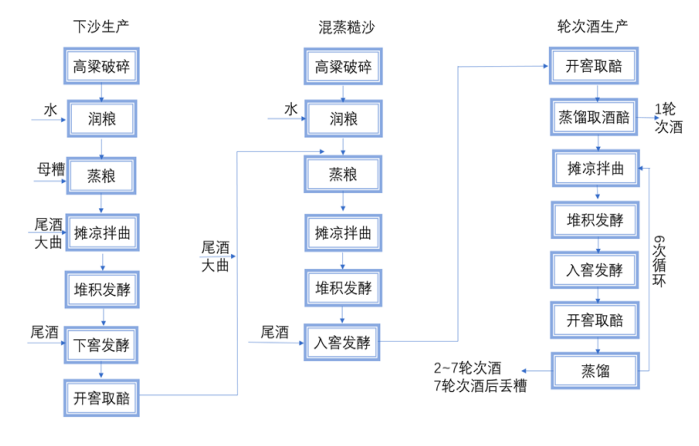 下沙生产
高粱破碎
水
润粮
母糟
蒸粮
尾酒
大曲
摊凉拌曲
堆积发酵
尾酒
下窖发酵
开窖取醅
混蒸糙沙
高粱破碎
水
润粮
蒸粮
尾酒
大曲
摊凉拌曲
堆积发酵
尾酒
入窖发酵
轮次酒生产
开窖取醅
蒸馏取酒醅
1轮
次酒
摊凉拌曲
堆积发酵
入窖发酵
6次循环
开窖取醅
蒸馏
2~7轮次酒
7轮次酒后丢糟